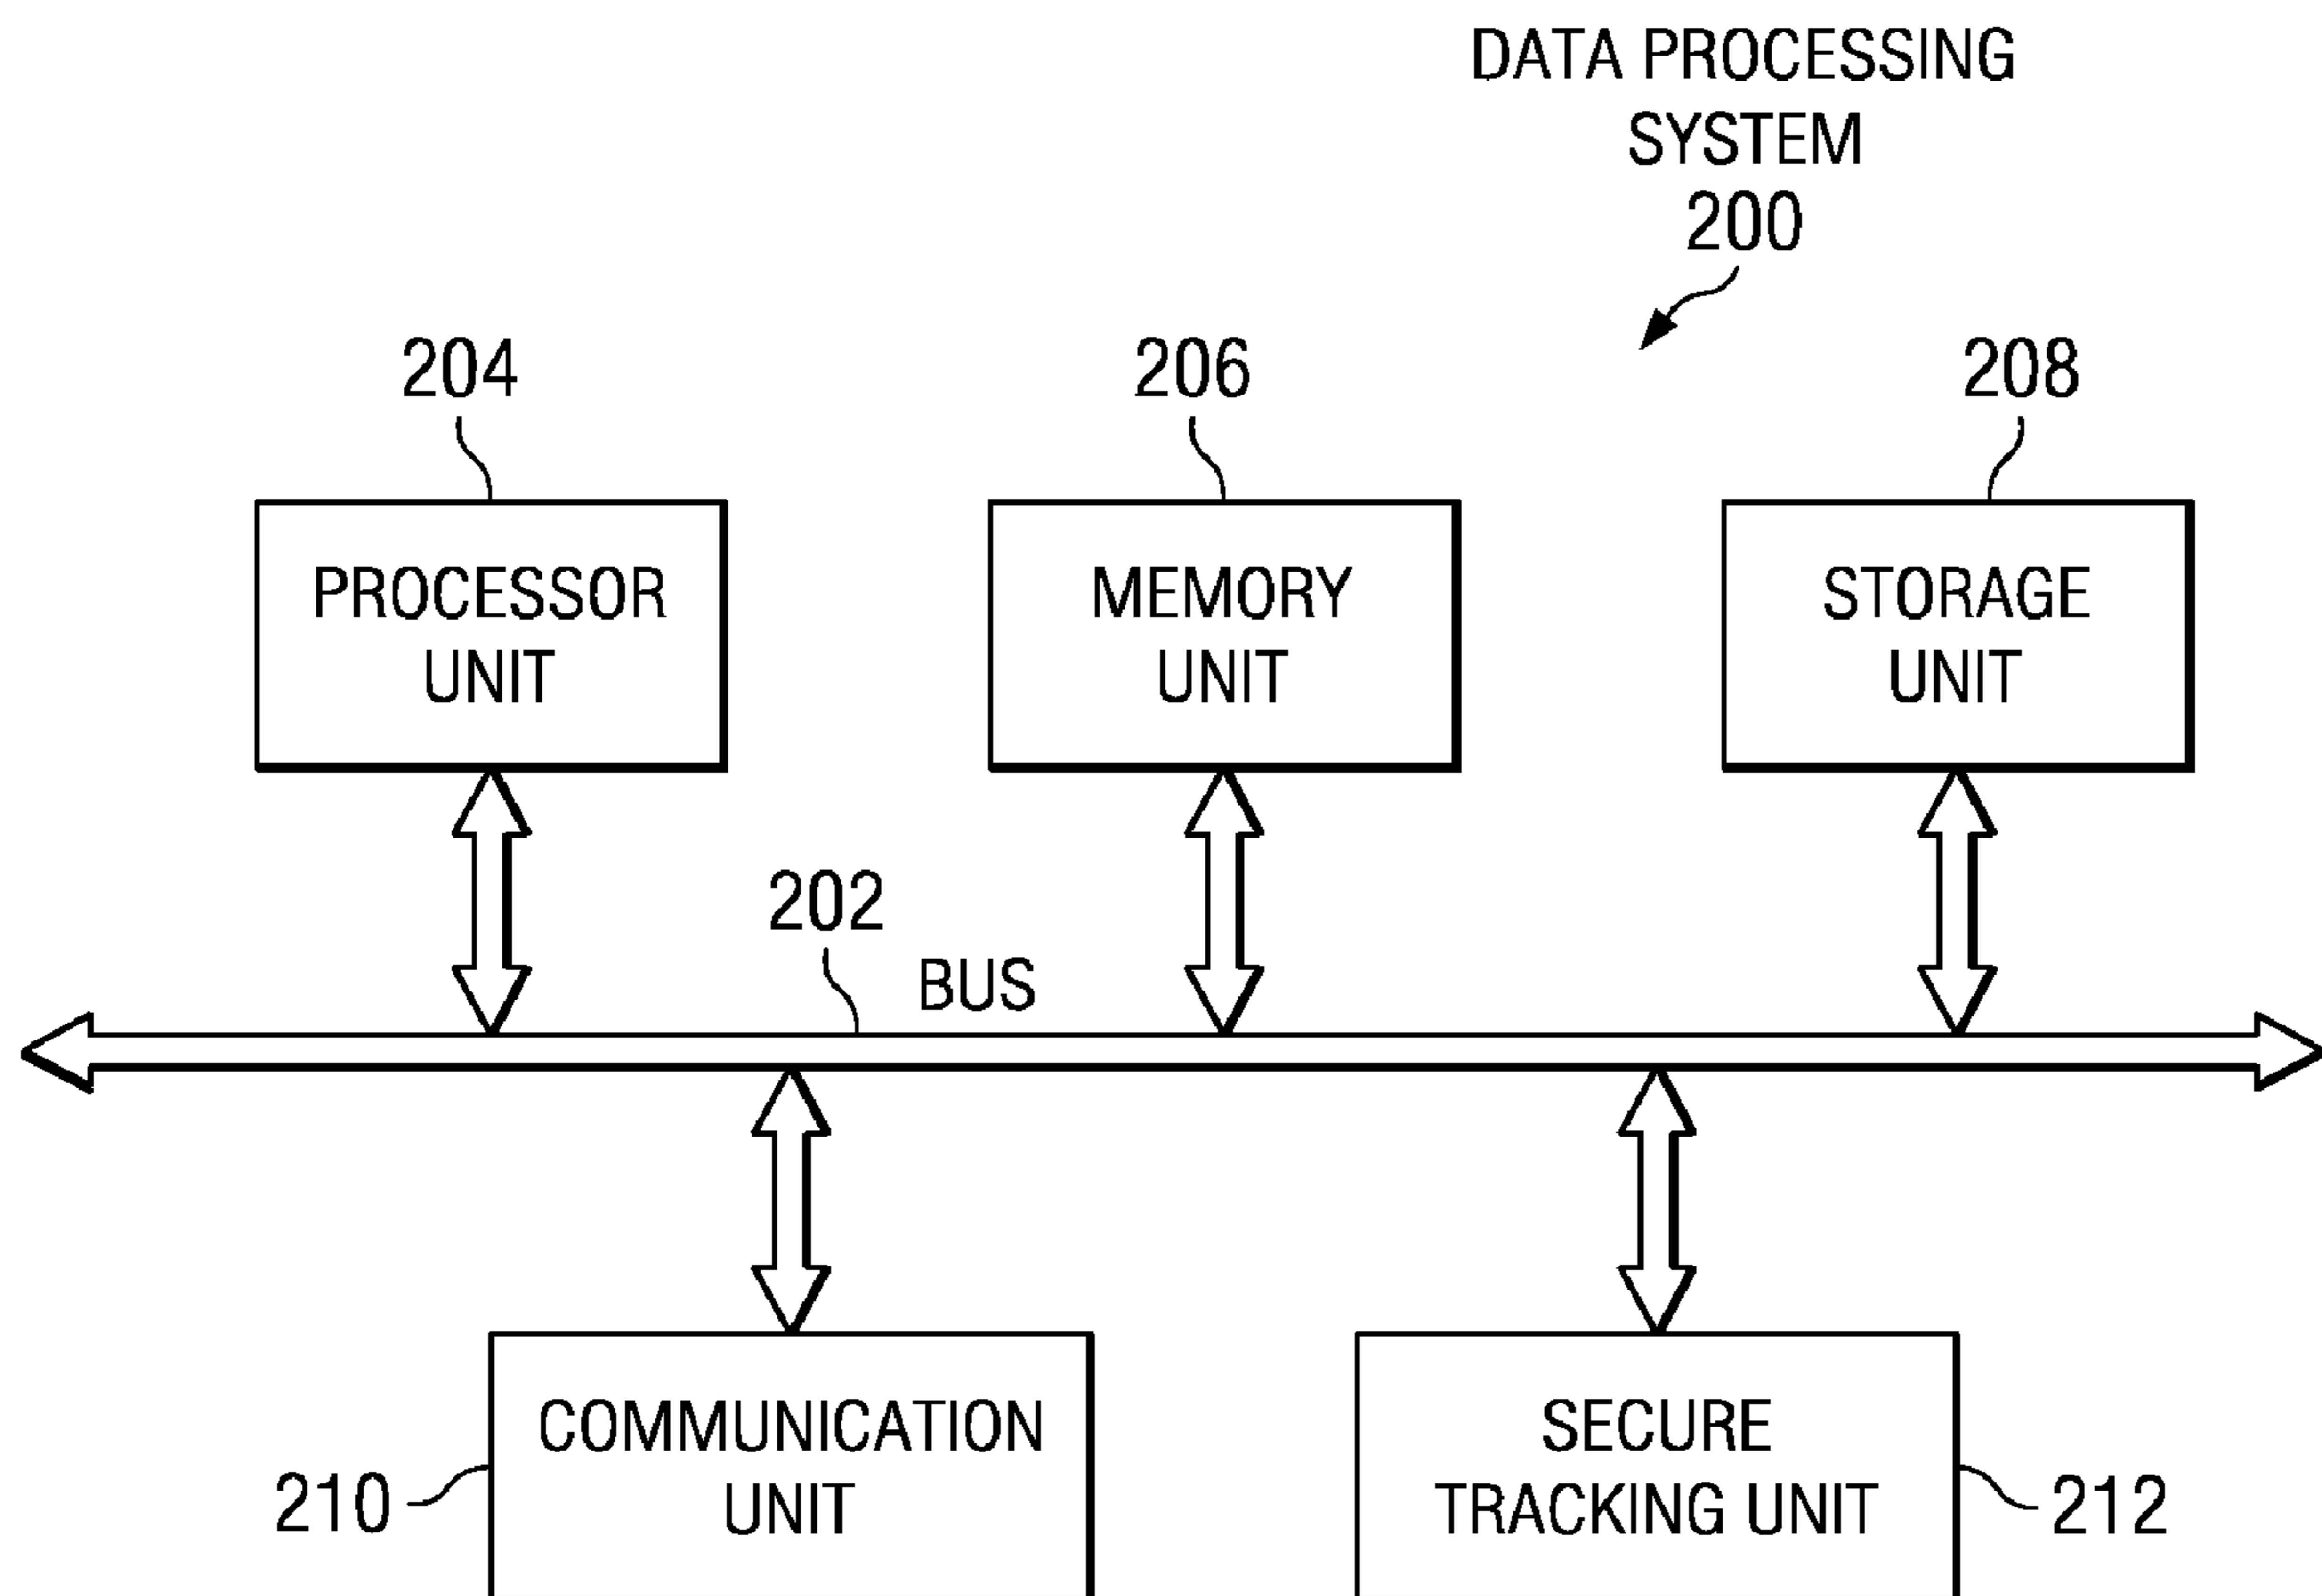 DATA PROCESSING
SYSTEM
200
204
206
208
PROCESSOR
UNIT
MEMORY
UNIT
STORAGE
UNIT
202
BUS
COMMUNICATION
UNIT
210
SECURE
TRACKING UNIT
212